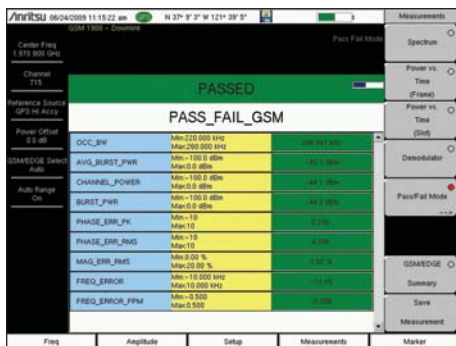 Anritsu 06/24/2009 11:15:22 am N 37° 9' 3" W 121° 39' 5"
Measurements
GSM 1900 - Downlink
Pass Fail Mode
Center Freq
1.970 800 GHz
Channel
715
Reference Source
GPS Hi Accy
Power Offset
0.0 dB
GSM/EDGE Select
Auto
Auto Range
On
PASSED
PASS_FAIL_GSM
OCC_BW
Min:220.000 kHz
Max:260.000 kHz
AVG_BURST_PWR
Min:-100.0 dBm
Max:0.0 dBm
CHANNEL_POWER
Min:-100.0 dBm
Max:0.0 dBm
BURST_PWR
Min:-100.0 dBm
Max:0.0 dBm
PHASE_ERR_PK
Min:-10
Max:10
PHASE_ERR_RMS
Min:-10
Max:10
MAG_ERR_RMS
Min:0.00 %
Max:20.00 %
FREQ_ERROR
Min:-10.000 kHz
Max:10.000 kHz
FREQ_ERROR_PPM
Min:-0.500
Max:0.500
Spectrum
Power vs.
Time
(Frame)
Power vs.
Time
(Slot)
Demodulator
Pass/Fail Mode
-->
GSM/EDGE
Summary
Save
Measurement
Freq
Amplitude
Setup
Measurements
Marker